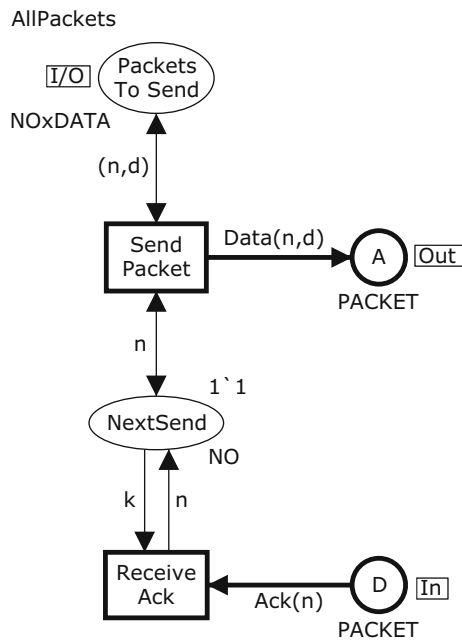 AllPackets
I/O
Packets
To Send
NOxDATA
(n,d)
Send
Packet
Data(n,d)
A
Out
PACKET
n
1`1
NextSend
NO
k
n
Receive
Ack
Ack(n)
D
In
PACKET